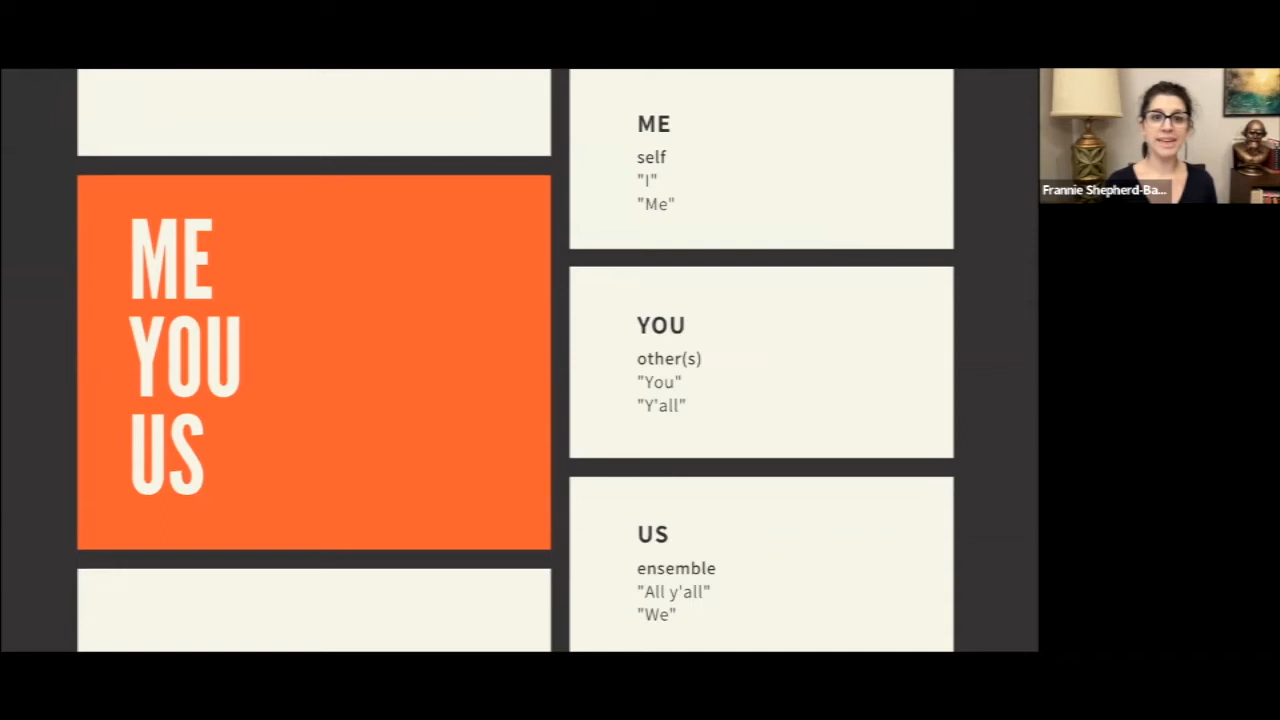 ME
YOU
US
ME
self
"I"
"Me"
YOU
other(s)
"You"
"Y'all"
US
ensemble
"All y'all"
"We"
Frannie Shepherd-Ba...